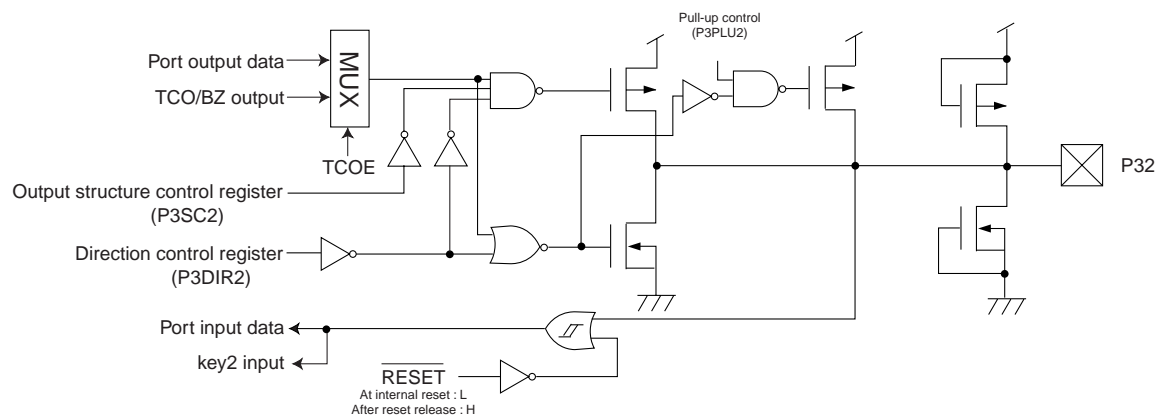 Pull-up control
(P3PLU2)
Port output data
MUX
TCO/BZ output
TCOE
P32
Output structure control register
(P3SC2)
Direction control register
(P3DIR2)
Port input data
key2 input
RESET
At internal reset : L
After reset release : H